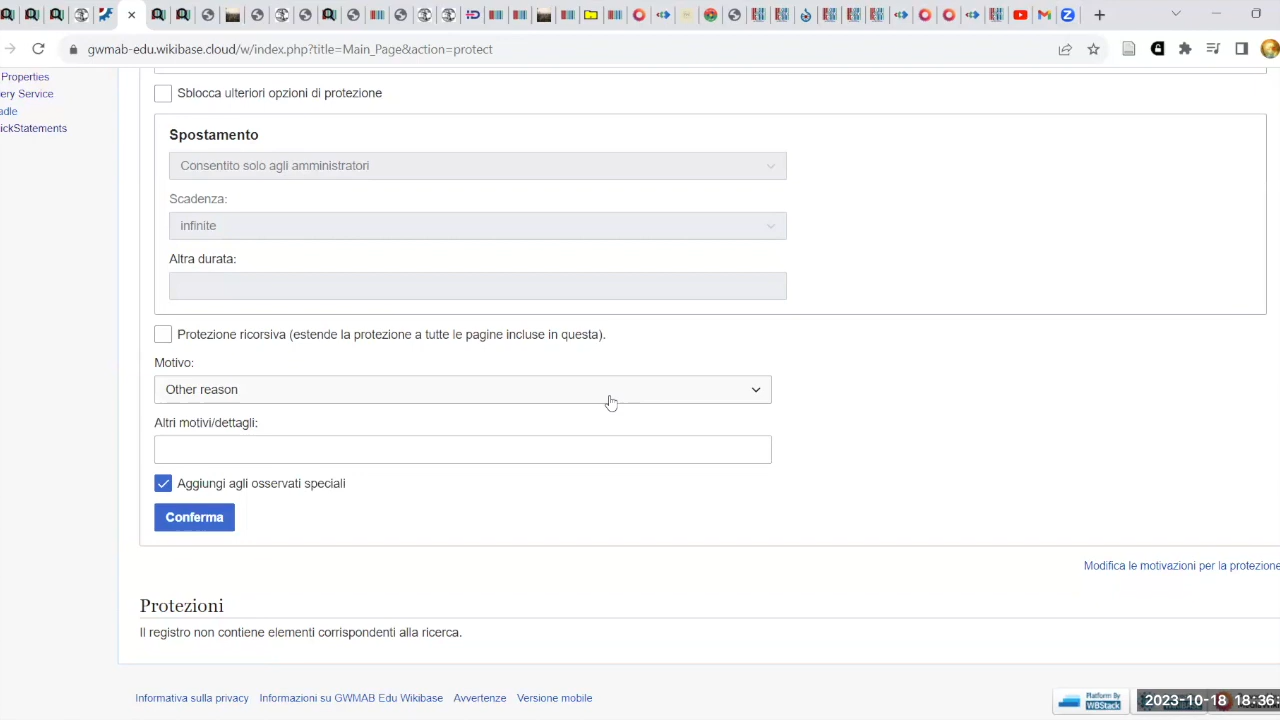 gwmab-edu.wikibase.cloud/w/index.php?title=Main_Page&action=protect
Properties
ery Service
adle
ickStatements
Sblocca ulteriori opzioni di protezione
Spostamento
Consentito solo agli amministratori
Scadenza:
infinite
Altra durata:
Protezione ricorsiva (estende la protezione a tutte le pagine incluse in questa).
Motivo:
Other reason
Altri motivi/dettagli:
Aggiungi agli osservati speciali
Conferma
Modifica le motivazioni per la protezione
Protezioni
Il registro non contiene elementi corrispondenti alla ricerca.
Informativa sulla privacy Informazioni su GWMAB Edu Wikibase Avvertenze Versione mobile
Platform By
WBStack
2023-10-18 18:36: